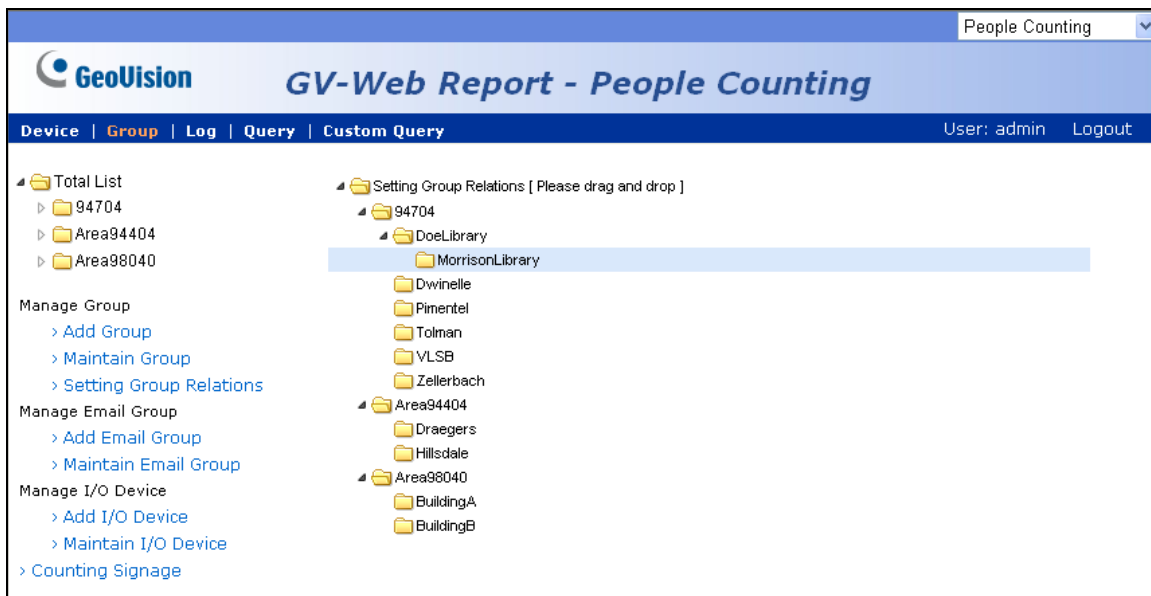 People Counting
GeoVision
GV-Web Report - People Counting
Device | Group | Log | Query | Custom Query
User: admin Logout
Total List
94704
Area94404
Area98040
Manage Group
> Add Group
> Maintain Group
> Setting Group Relations
Manage Email Group
> Add Email Group
> Maintain Email Group
Manage I/O Device
> Add I/O Device
> Maintain I/O Device
> Counting Signage
Setting Group Relations [ Please drag and drop ]
94704
DoeLibrary
MorrisonLibrary
Dwinelle
Pimentel
Tolman
VLSB
Zellerbach
Area94404
Draegers
Hillsdale
Area98040
BuildingA
BuildingB